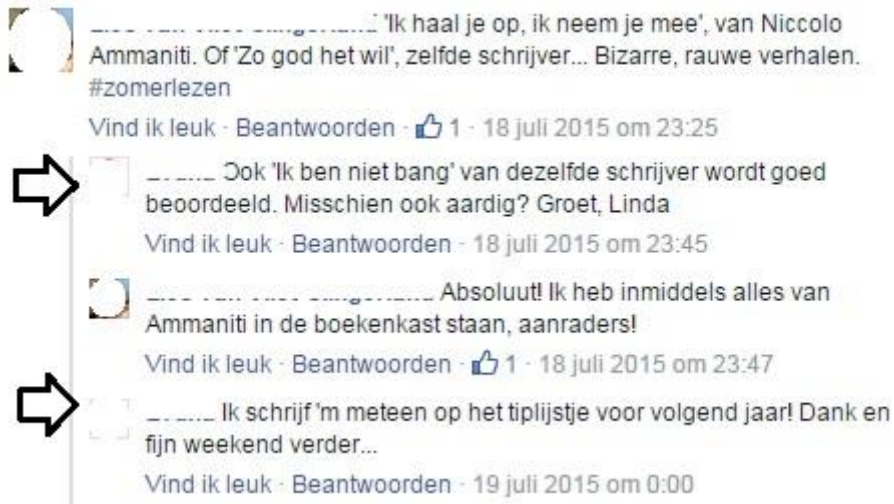 'Ik haal je op, ik neem je mee', van Niccolo
Ammaniti. Of 'Zo god het wil', zelfde schrijver... Bizarre, rauwe verhalen.
#zomerlezen
Vind ik leuk · Beantwoorden · 1 · 18 juli 2015 om 23:25
Ook 'Ik ben niet bang' van dezelfde schrijver wordt goed
beoordeeld. Misschien ook aardig? Groet, Linda
Vind ik leuk · Beantwoorden · 18 juli 2015 om 23:45
Absoluut! Ik heb inmiddels alles van
Ammaniti in de boekenkast staan, aanraders!
Vind ik leuk · Beantwoorden · 1 · 18 juli 2015 om 23:47
Ik schrijf 'm meteen op het tiplijstje voor volgend jaar! Dank en
fijn weekend verder...
Vind ik leuk · Beantwoorden · 19 juli 2015 om 0:00